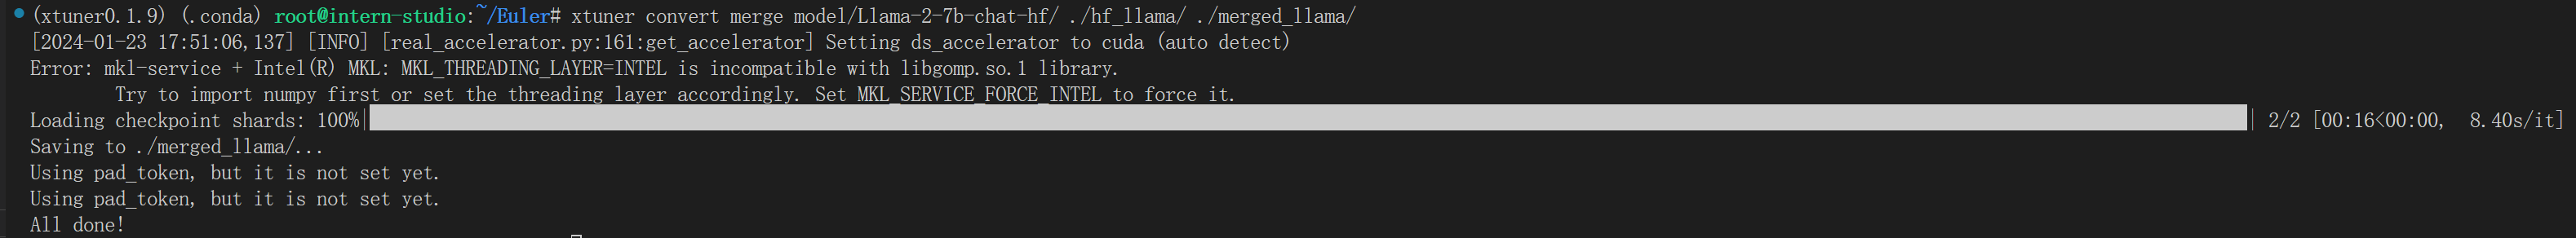 (xtuner0.1.9) (.conda) root@intern-studio:~/Euler# xtuner convert merge model/Llama-2-7b-chat-hf/ ./hf_llama/ ./merged_llama/
[2024-01-23 17:51:06,137] [INFO] [real_accelerator.py:161:get_accelerator] Setting ds_accelerator to cuda (auto detect)
Error: mkl-service + Intel(R) MKL: MKL_THREADING_LAYER=INTEL is incompatible with libgomp.so.1 library.
        Try to import numpy first or set the threading layer accordingly. Set MKL_SERVICE_FORCE_INTEL to force it.
Loading checkpoint shards: 100%| | 2/2 [00:16<00:00,  8.40s/it]
Saving to ./merged_llama/...
Using pad_token, but it is not set yet.
Using pad_token, but it is not set yet.
All done!